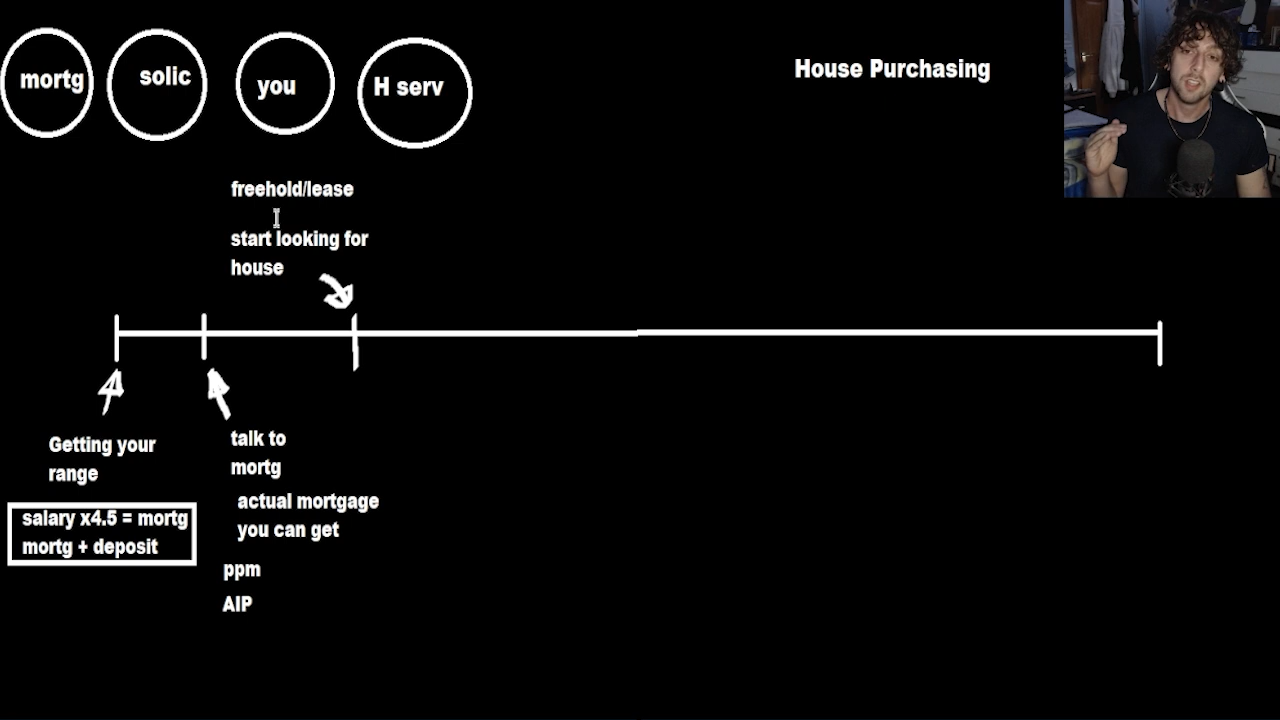 mortg
solic
you
H serv
House Purchasing
freehold/lease
start looking for
house
Getting your
range
salary x4.5 = mortg
mortg + deposit
talk to
mortg
actual mortgage
you can get
ppm
AIP